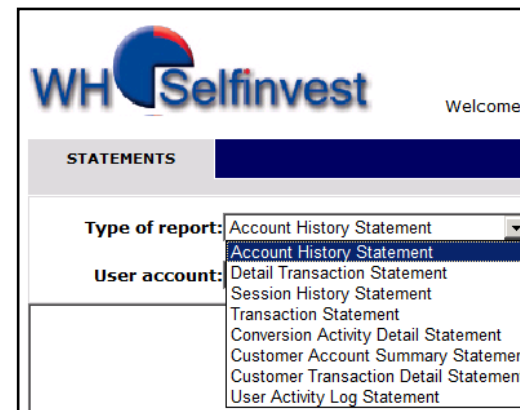 WH Selfinvest
Welcome
STATEMENTS
Type of report: Account History Statement
Account History Statement
User account: Detail Transaction Statement
Session History Statement
Transaction Statement
Conversion Activity Detail Statement
Customer Account Summary Statemen
Customer Transaction Detail Statement
User Activity Log Statement